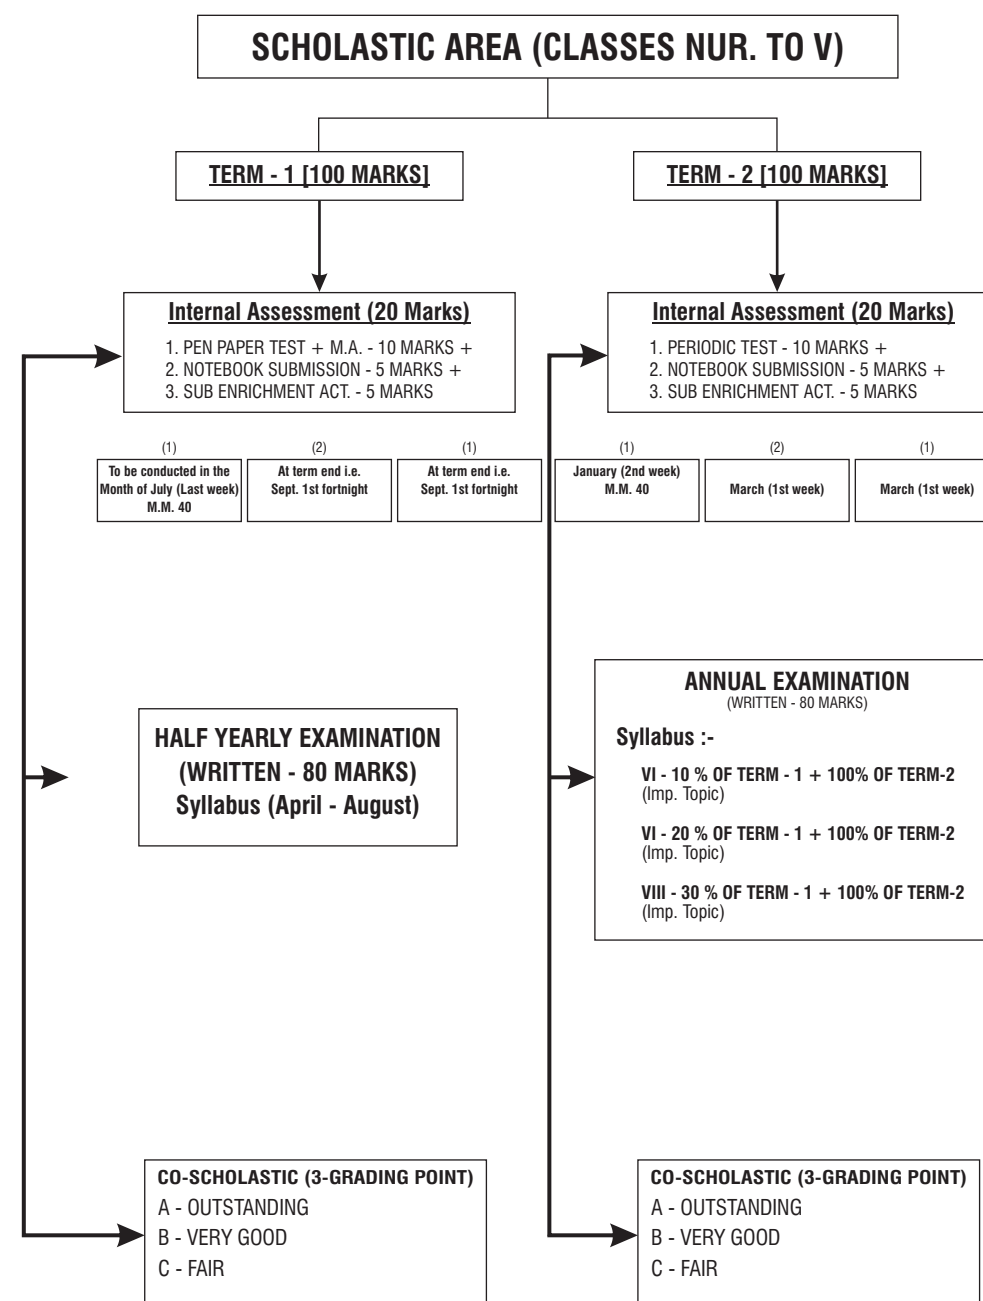 SCHOLASTIC AREA (CLASSES NUR. TO V)
TERM - 1 [100 MARKS]
TERM - 2 [100 MARKS]
Internal Assessment (20 Marks)
1. PEN PAPER TEST + M.A. - 10 MARKS +
2. NOTEBOOK SUBMISSION - 5 MARKS +
3. SUB ENRICHMENT ACT. - 5 MARKS
Internal Assessment (20 Marks)
1. PERIODIC TEST - 10 MARKS +
2. NOTEBOOK SUBMISSION - 5 MARKS +
3. SUB ENRICHMENT ACT. - 5 MARKS
(1)
To be conducted in the
Month of July (Last week)
M.M. 40
(2)
At term end i.e.
Sept. 1st fortnight
(1)
At term end i.e.
Sept. 1st fortnight
(1)
January (2nd week)
M.M. 40
(2)
March (1st week)
(1)
March (1st week)
HALF YEARLY EXAMINATION
(WRITTEN - 80 MARKS)
Syllabus (April - August)
ANNUAL EXAMINATION
(WRITTEN - 80 MARKS)
Syllabus :-
VI - 10 % OF TERM - 1 + 100% OF TERM-2
(Imp. Topic)
VI - 20 % OF TERM - 1 + 100% OF TERM-2
(Imp. Topic)
VIII - 30 % OF TERM - 1 + 100% OF TERM-2
(Imp. Topic)
CO-SCHOLASTIC (3-GRADING POINT)
A - OUTSTANDING
B - VERY GOOD
C - FAIR
CO-SCHOLASTIC (3-GRADING POINT)
A - OUTSTANDING
B - VERY GOOD
C - FAIR